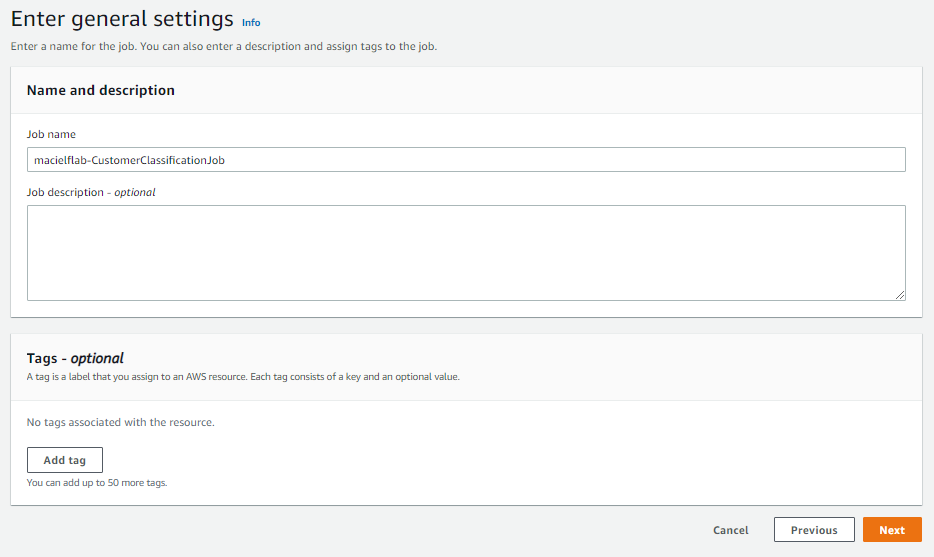 Enter general settings Info
Enter a name for the job. You can also enter a description and assign tags to the job.
Name and description
Job name
macielflab-CustomerClassificationJob
Job description - optional
Tags - optional
A tag is a label that you assign to an AWS resource. Each tag consists of a key and an optional value.
No tags associated with the resource.
Add tag
You can add up to 50 more tags.
Cancel Previous Next